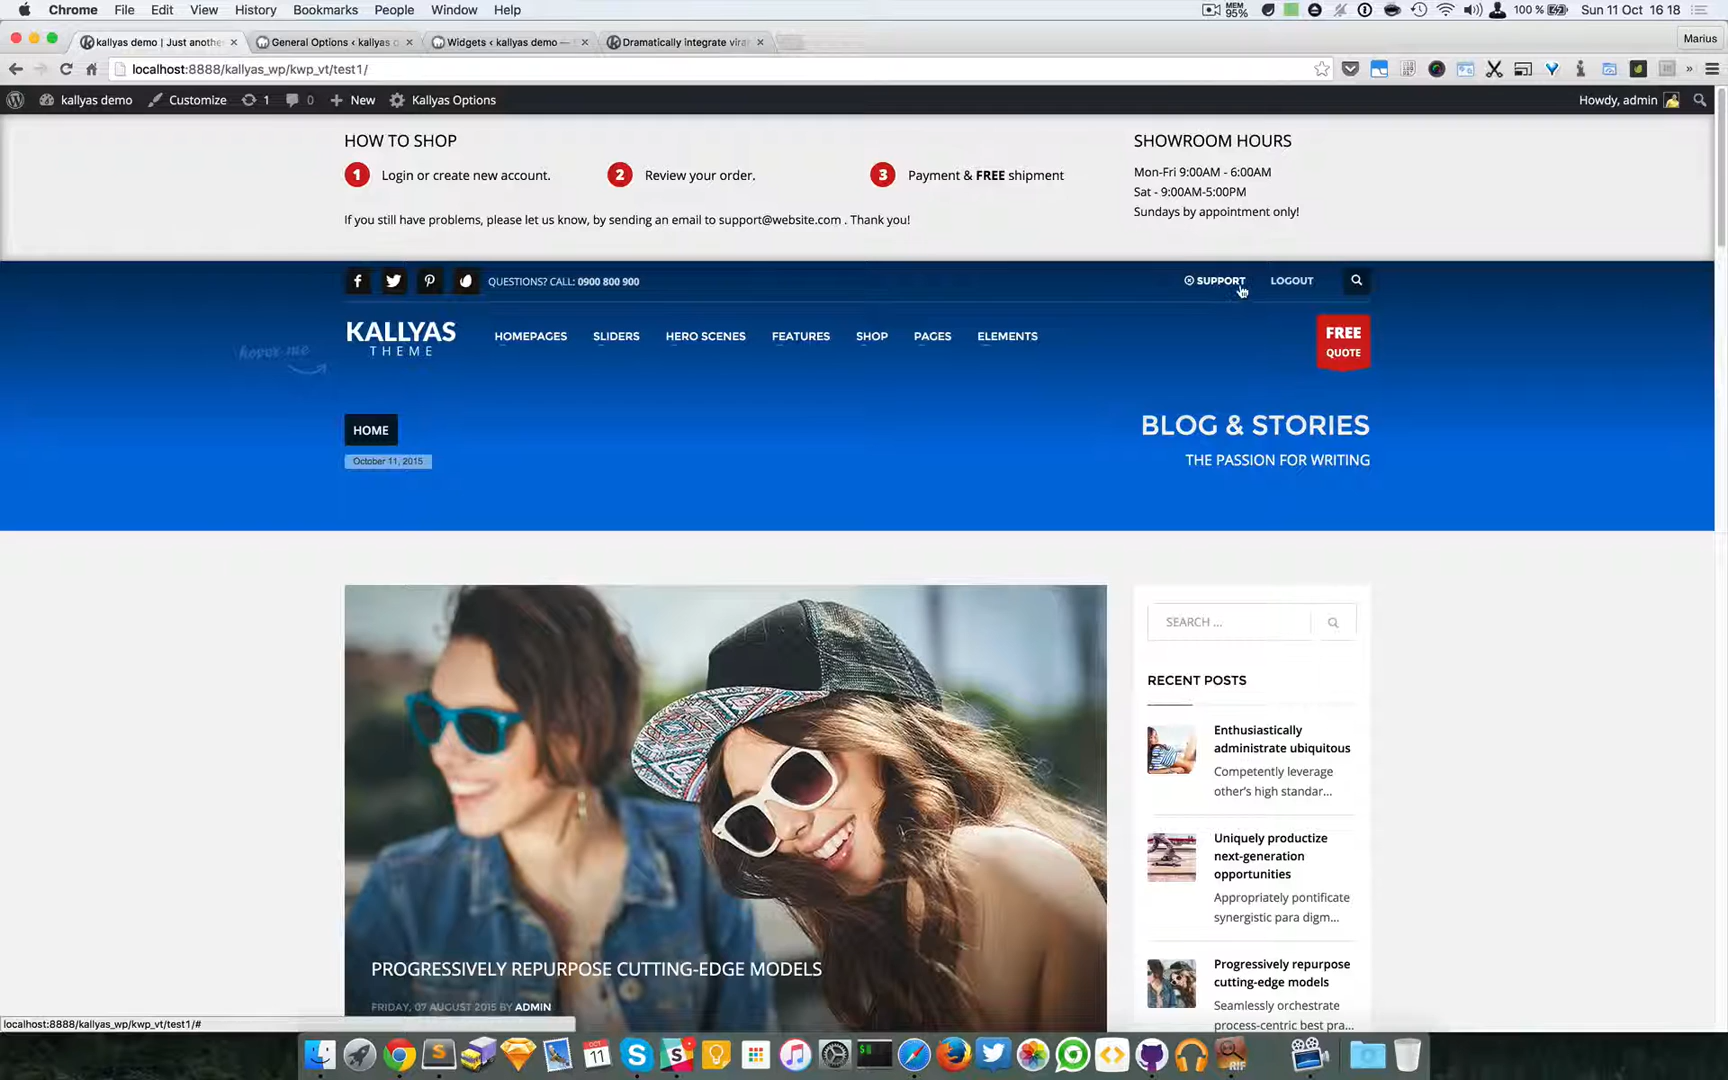 Chrome File Edit View History Bookmarks People Window Help MEM 95% 100 % Sun 11 Oct 16 18
kallyas demo | Just anothe General Options ‹ kallyas d Widgets ‹ kallyas demo — Dramatically integrate vira Marius
localhost:8888/kallyas_wp/kwp_vt/test1/
kallyas demo Customize 1 0 New Kallyas Options Howdy, admin
HOW TO SHOP
1 Login or create new account. 2 Review your order. 3 Payment & FREE shipment
If you still have problems, please let us know, by sending an email to support@website.com . Thank you!
SHOWROOM HOURS
Mon-Fri 9:00AM - 6:00AM
Sat - 9:00AM-5:00PM
Sundays by appointment only!
QUESTIONS? CALL: 0900 800 900 SUPPORT LOGOUT
KALLYAS
THEME
hover me
HOMEPAGES SLIDERS HERO SCENES FEATURES SHOP PAGES ELEMENTS
FREE
QUOTE
HOME
October 11, 2015
BLOG & STORIES
THE PASSION FOR WRITING
PROGRESSIVELY REPURPOSE CUTTING-EDGE MODELS
FRIDAY, 07 AUGUST 2015 BY ADMIN
SEARCH ...
RECENT POSTS
Enthusiastically
administrate ubiquitous
Competently leverage
other's high standar...
Uniquely productize
next-generation
opportunities
Appropriately pontificate
synergistic para digm...
Progressively repurpose
cutting-edge models
Seamlessly orchestrate
process-centric best pra...
localhost:8888/kallyas_wp/kwp_vt/test1/#
OCT
11